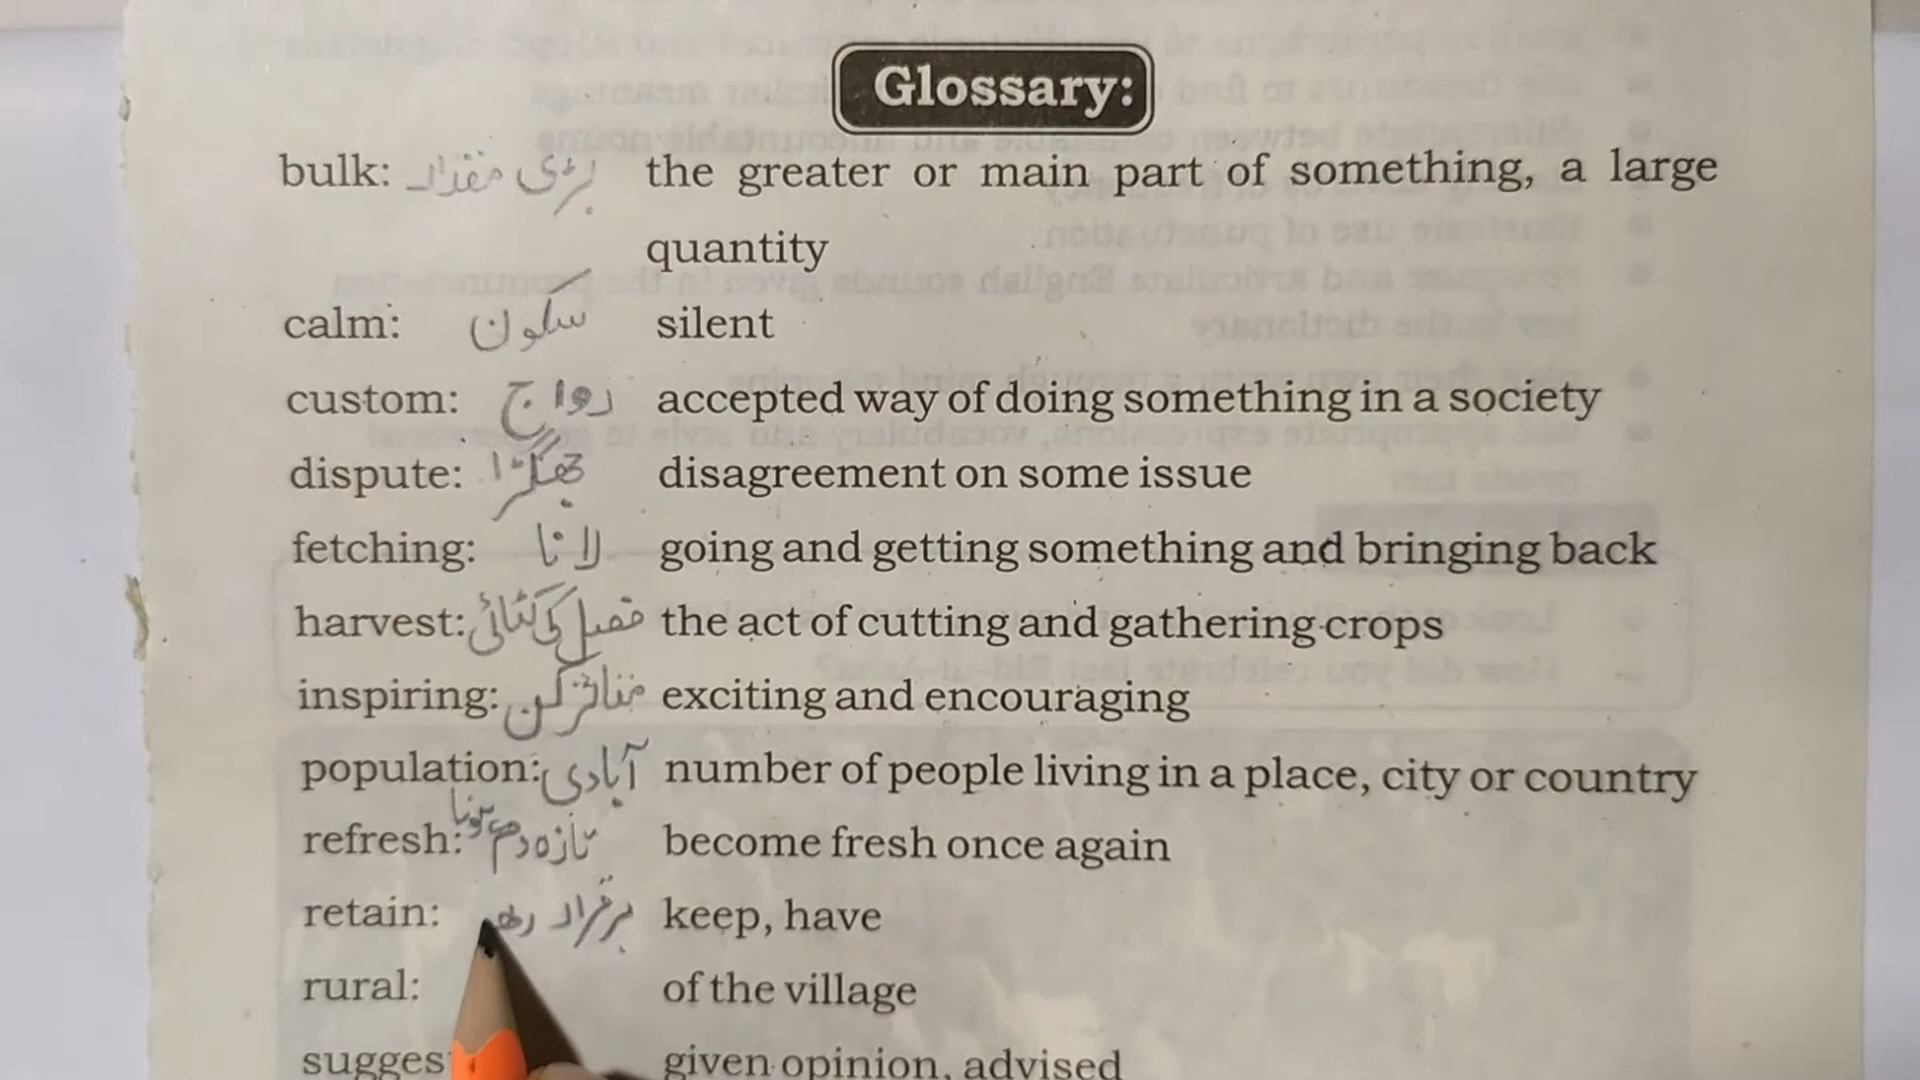 Glossary:
bulk: بڑی مقدار the greater or main part of something, a large
quantity
calm: سکون silent
custom: رواج accepted way of doing something in a society
dispute: جھگڑا disagreement on some issue
fetching: لانا going and getting something and bringing back
harvest: فصل کی کٹائی the act of cutting and gathering crops
inspiring: متاثر کن exciting and encouraging
population: آبادی number of people living in a place, city or country
refresh: تازہ دم ہونا become fresh once again
retain: برقرار رکھ keep, have
rural: of the village
sugges given opinion, advised